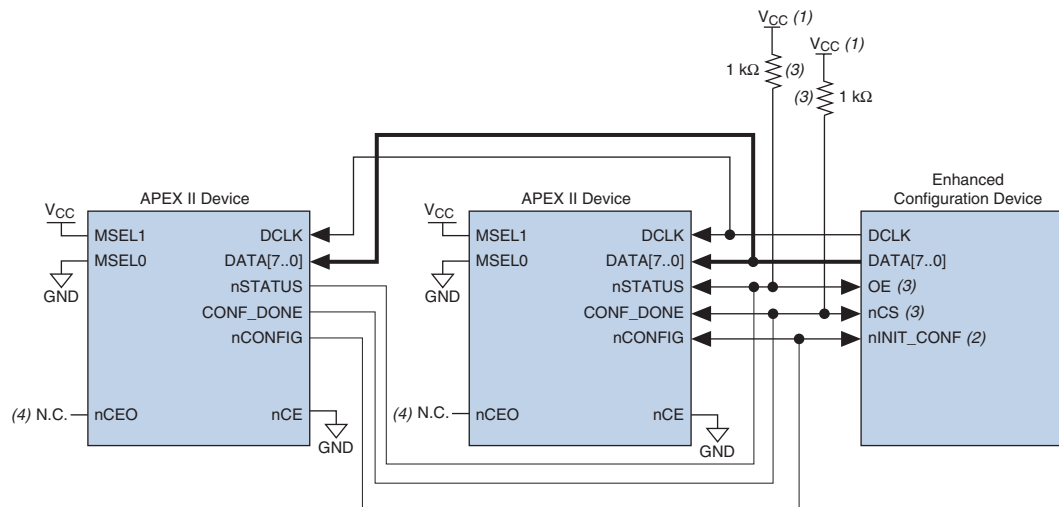 VCC (1)
VCC (1)
1 kΩ (3)
(3) 1 kΩ
APEX II Device
APEX II Device
Enhanced
Configuration Device
VCC
MSEL1
DCLK
MSEL0
DATA[7..0]
GND
nSTATUS
CONF_DONE
nCONFIG
(4) N.C.
nCEO
nCE
GND
VCC
MSEL1
DCLK
MSEL0
DATA[7..0]
GND
nSTATUS
CONF_DONE
nCONFIG
(4) N.C.
nCEO
nCE
GND
DCLK
DATA[7..0]
OE (3)
nCS (3)
nINIT_CONF (2)